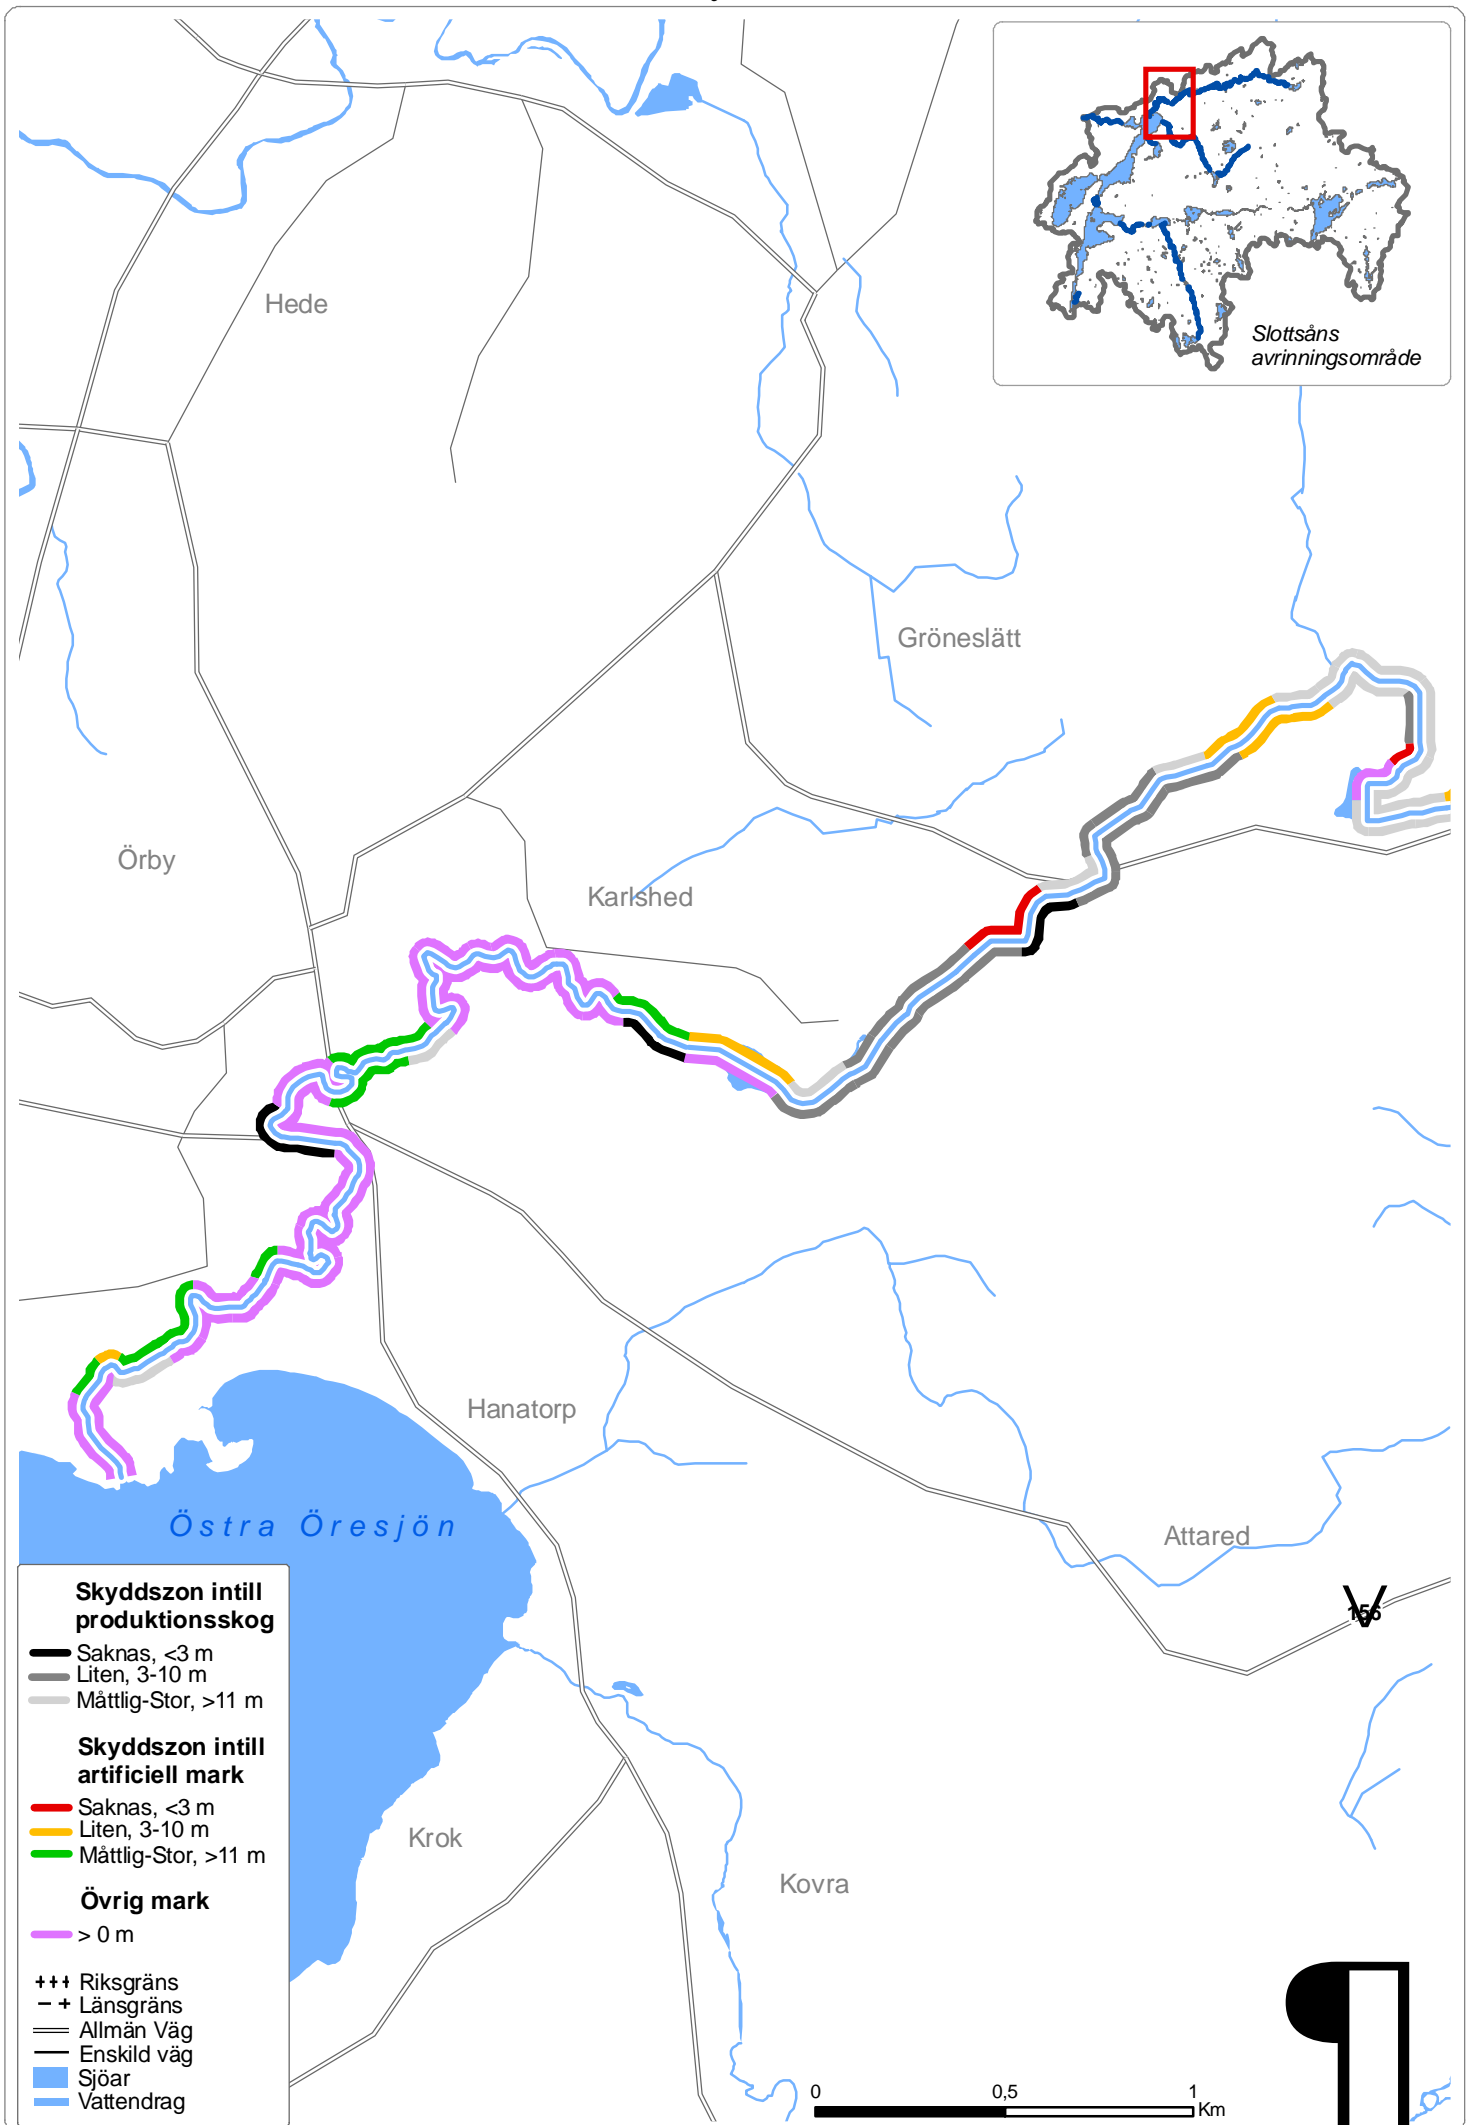 Slottsåns
avrinningsområde
Hede
Gröneslätt
Örby
Karlshed
Hanatorp
Östra Öresjön
Attared
156
Krok
Kovra
Skyddszon intill
produktionsskog
Saknas, <3 m
Liten, 3-10 m
Måttlig-Stor, >11 m
Skyddszon intill
artificiell mark
Saknas, <3 m
Liten, 3-10 m
Måttlig-Stor, >11 m
Övrig mark
> 0 m
Riksgräns
Länsgräns
Allmän Väg
Enskild väg
Sjöar
Vattendrag
0 0,5 1
Km